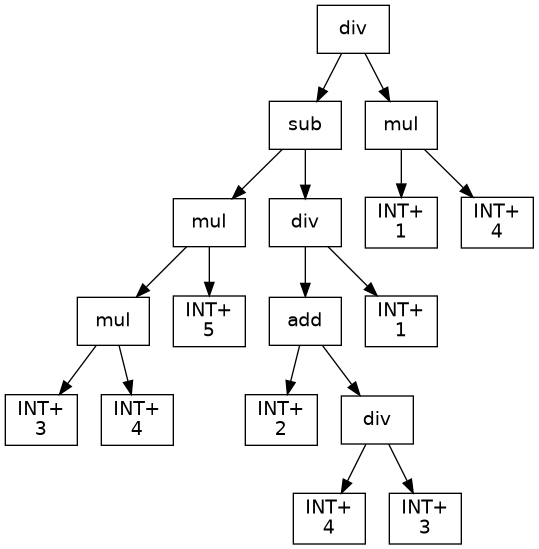 div
sub
mul
mul
div
INT+
1
INT+
4
mul
INT+
5
add
INT+
1
INT+
3
INT+
4
INT+
2
div
INT+
4
INT+
3